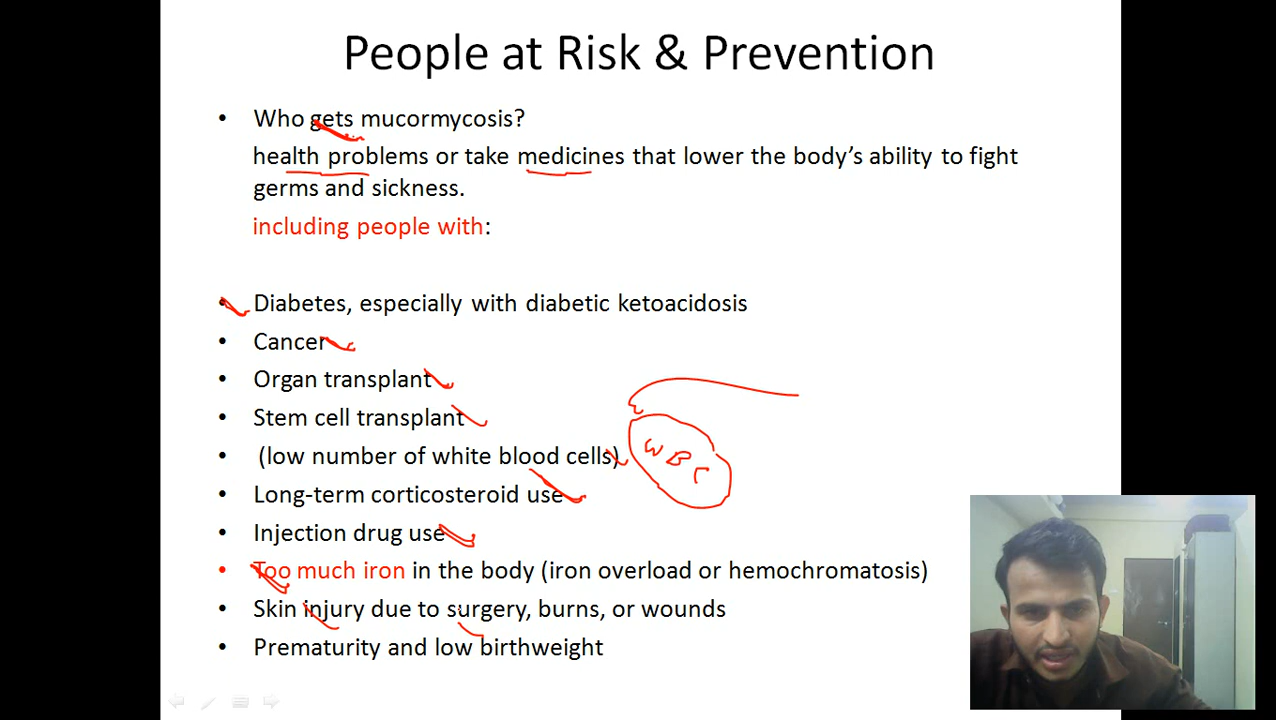 People at Risk & Prevention
• Who gets mucormycosis?
health problems or take medicines that lower the body’s ability to fight
germs and sickness.
including people with:
• Diabetes, especially with diabetic ketoacidosis
• Cancer
• Organ transplant
• Stem cell transplant
• (low number of white blood cells)
WBC
• Long-term corticosteroid use
• Injection drug use
• Too much iron in the body (iron overload or hemochromatosis)
• Skin injury due to surgery, burns, or wounds
• Prematurity and low birthweight